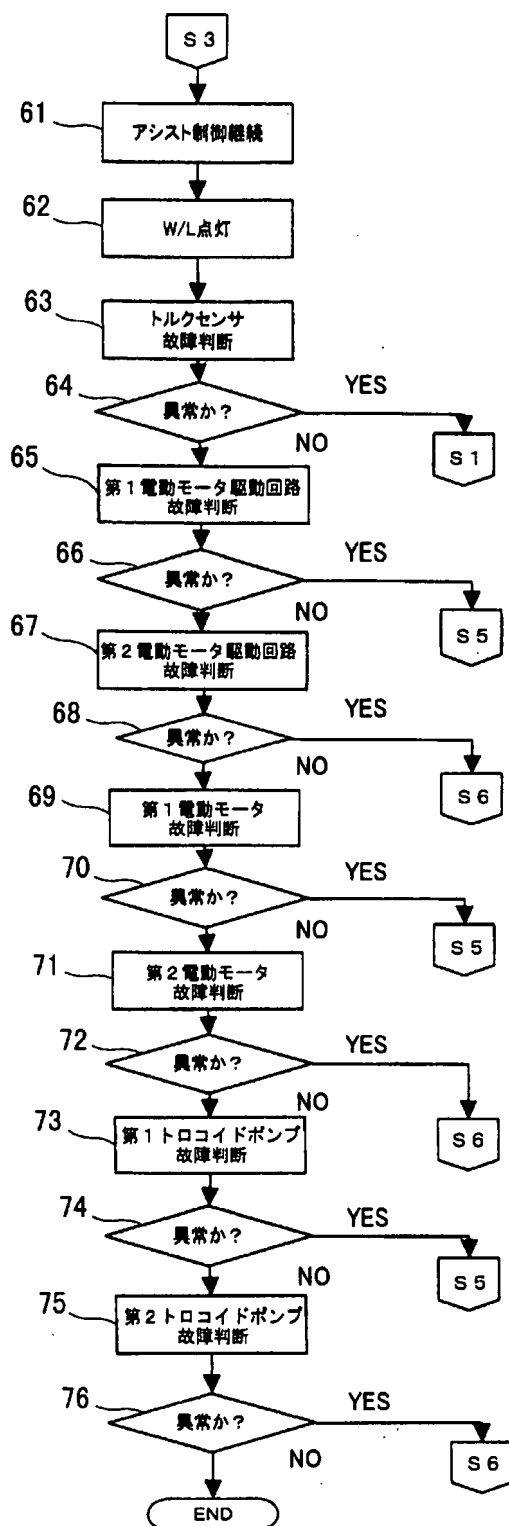 S3
61
アシスト制御継続
62
W/L点灯
63
トルクセンサ
故障判断
64
異常か?
YES
NO
S1
65
第1電動モータ駆動回路
故障判断
66
異常か?
YES
NO
S5
67
第2電動モータ駆動回路
故障判断
68
異常か?
YES
NO
S6
69
第1電動モータ
故障判断
70
異常か?
YES
NO
S5
71
第2電動モータ
故障判断
72
異常か?
YES
NO
S6
73
第1トロコイドポンプ
故障判断
74
異常か?
YES
NO
S5
75
第2トロコイドポンプ
故障判断
76
異常か?
YES
NO
S6
END